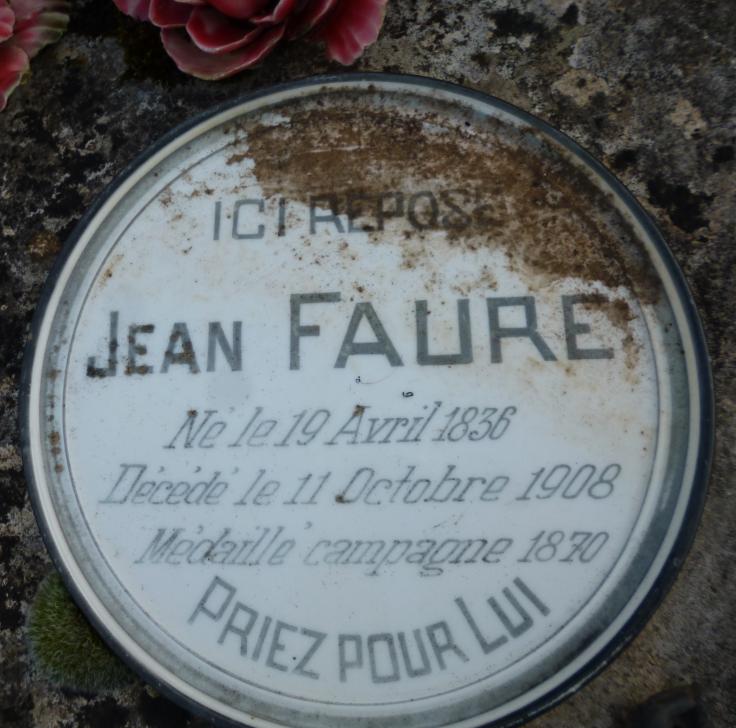 ICI REPOSE
JEAN FAURE
Né le 19 Avril 1836
Décédé le 11 Octobre 1908
Médaillé campagne 1870
PRIEZ POUR LUI